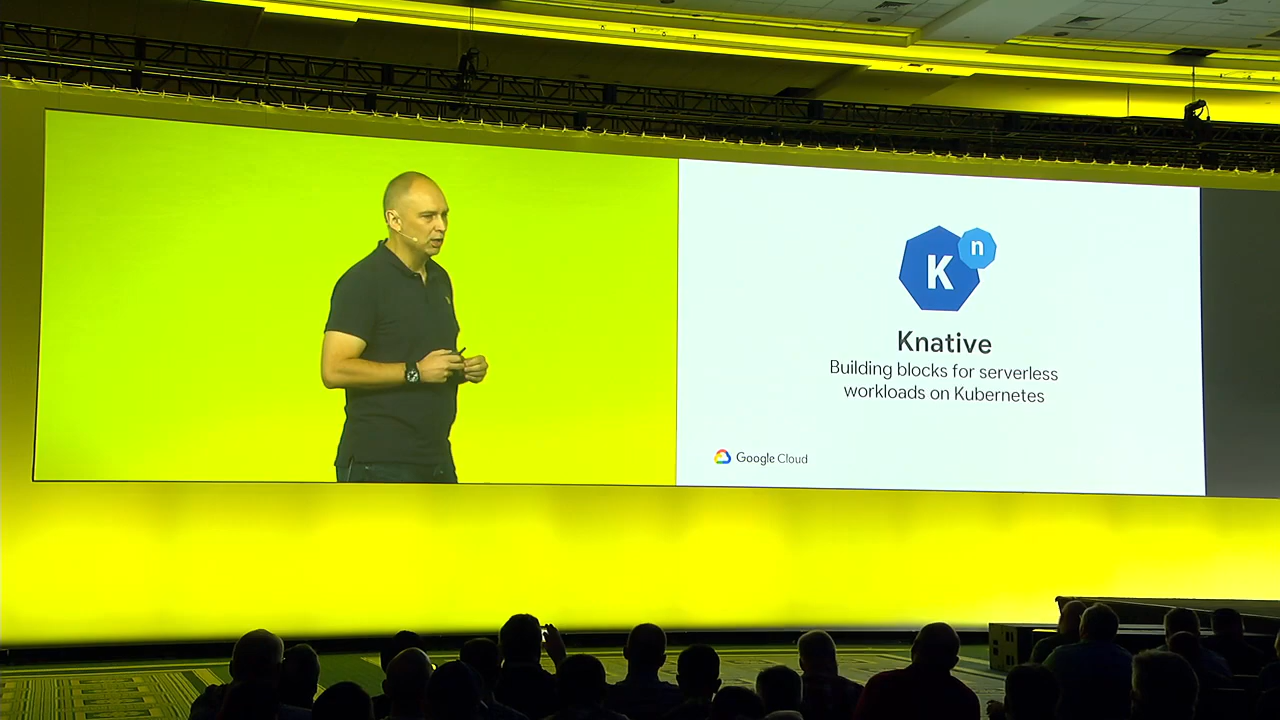 K n
Knative
Building blocks for serverless
workloads on Kubernetes
Google Cloud